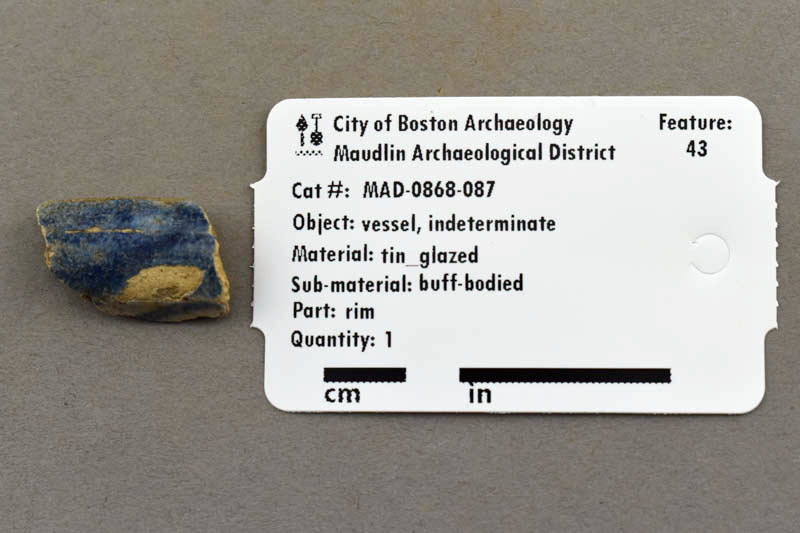 City of Boston Archaeology
Maudlin Archaeological District
Feature:
43
Cat #: MAD-0868-087
Object: vessel, indeterminate
Material: tin_glazed
Sub-material: buff-bodied
Part: rim
Quantity: 1
cm
in